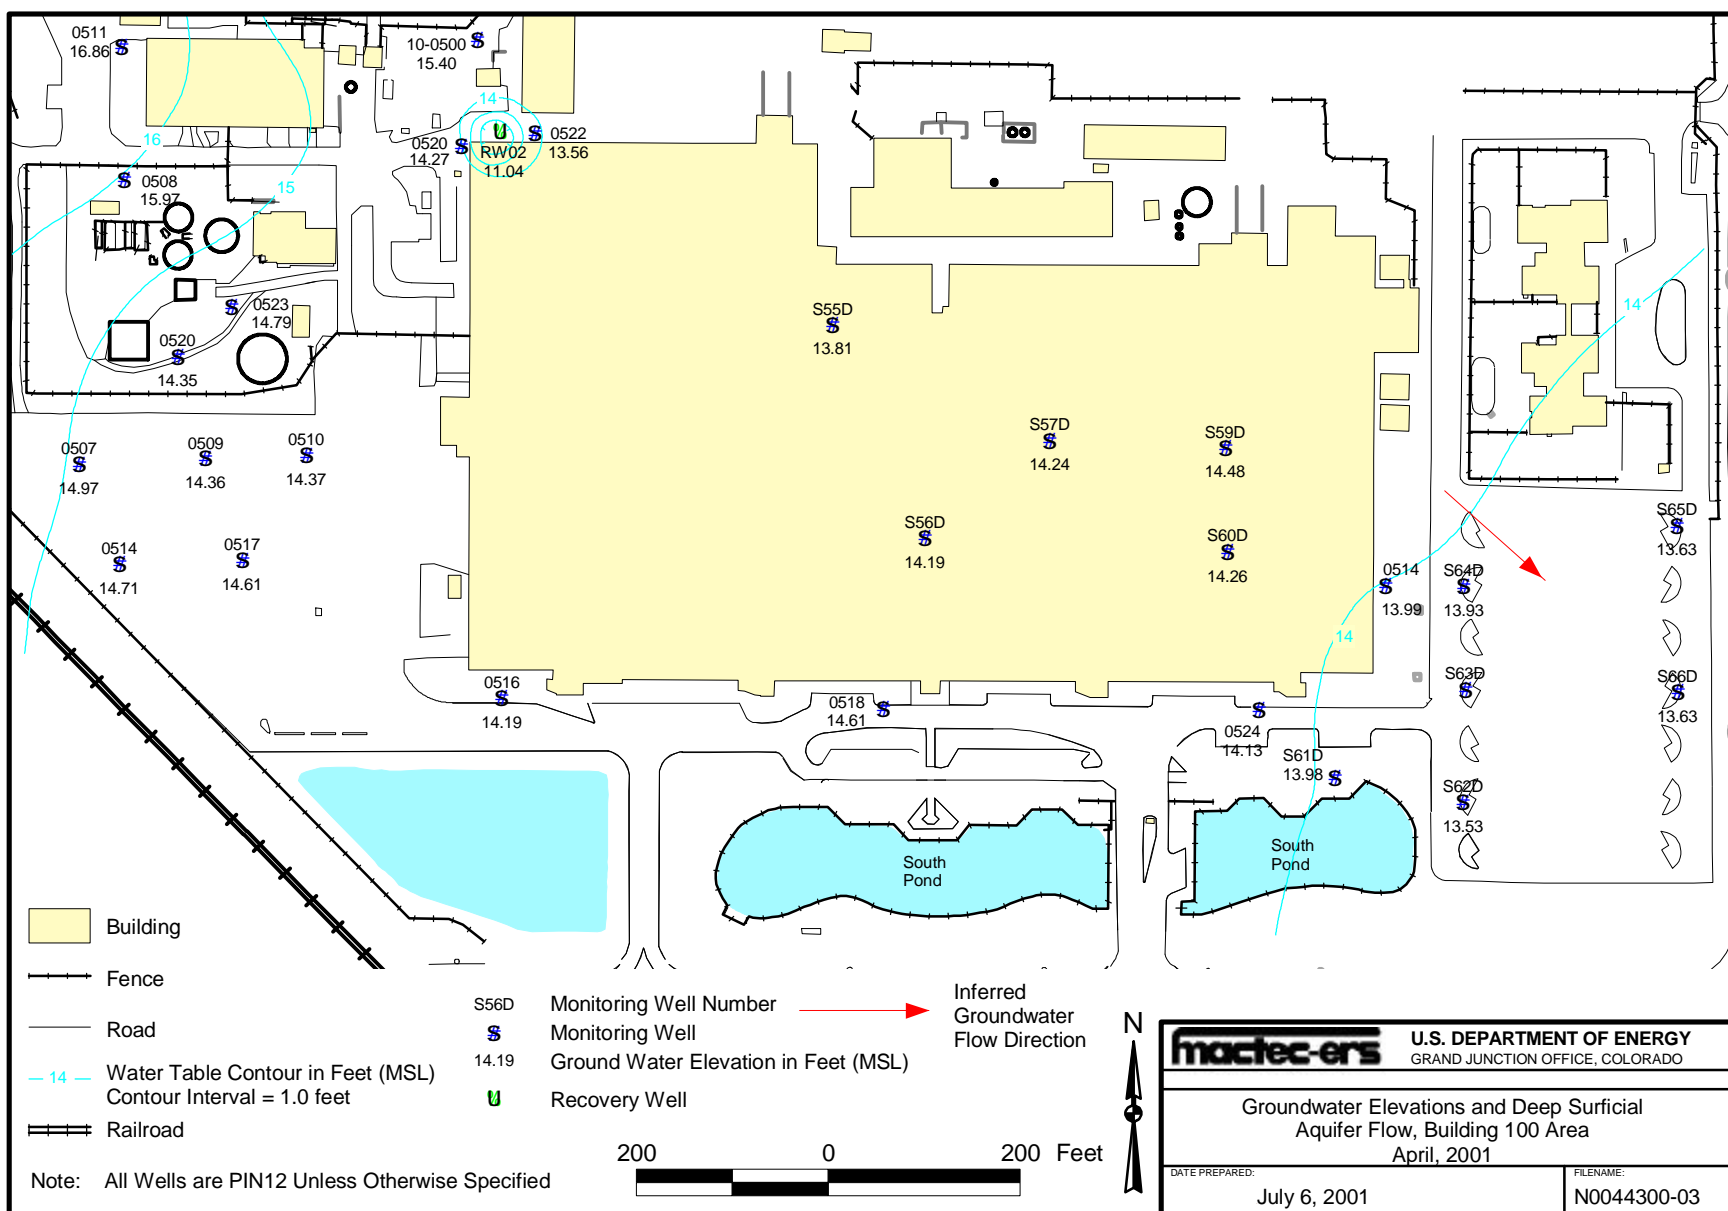 0511
16.86
10-0500
15.40
14
16
0520
14.27
RW02
11.04
0522
13.56
0508
15.97
15
0523
14.79
0520
14.35
S55D
13.81
14
0507
14.97
0509
14.36
0510
14.37
S57D
14.24
S59D
14.48
S56D
14.19
S60D
14.26
S65D
13.63
0514
14.71
0517
14.61
0514
13.99
S64D
13.93
14
0516
14.19
0518
14.61
0524
14.13
S63D
S66D
13.63
S61D
13.98
S62D
13.53
South
Pond
South
Pond
Building
Fence
Road
14 Water Table Contour in Feet (MSL)
Contour Interval = 1.0 feet
Railroad
Note: All Wells are PIN12 Unless Otherwise Specified
S56D Monitoring Well Number
Monitoring Well
14.19 Ground Water Elevation in Feet (MSL)
Recovery Well
Inferred
Groundwater
Flow Direction
N
200 0 200 Feet
mactec-ers
U.S. DEPARTMENT OF ENERGY
GRAND JUNCTION OFFICE, COLORADO
Groundwater Elevations and Deep Surficial
Aquifer Flow, Building 100 Area
April, 2001
DATE PREPARED:
July 6, 2001
FILENAME:
N0044300-03